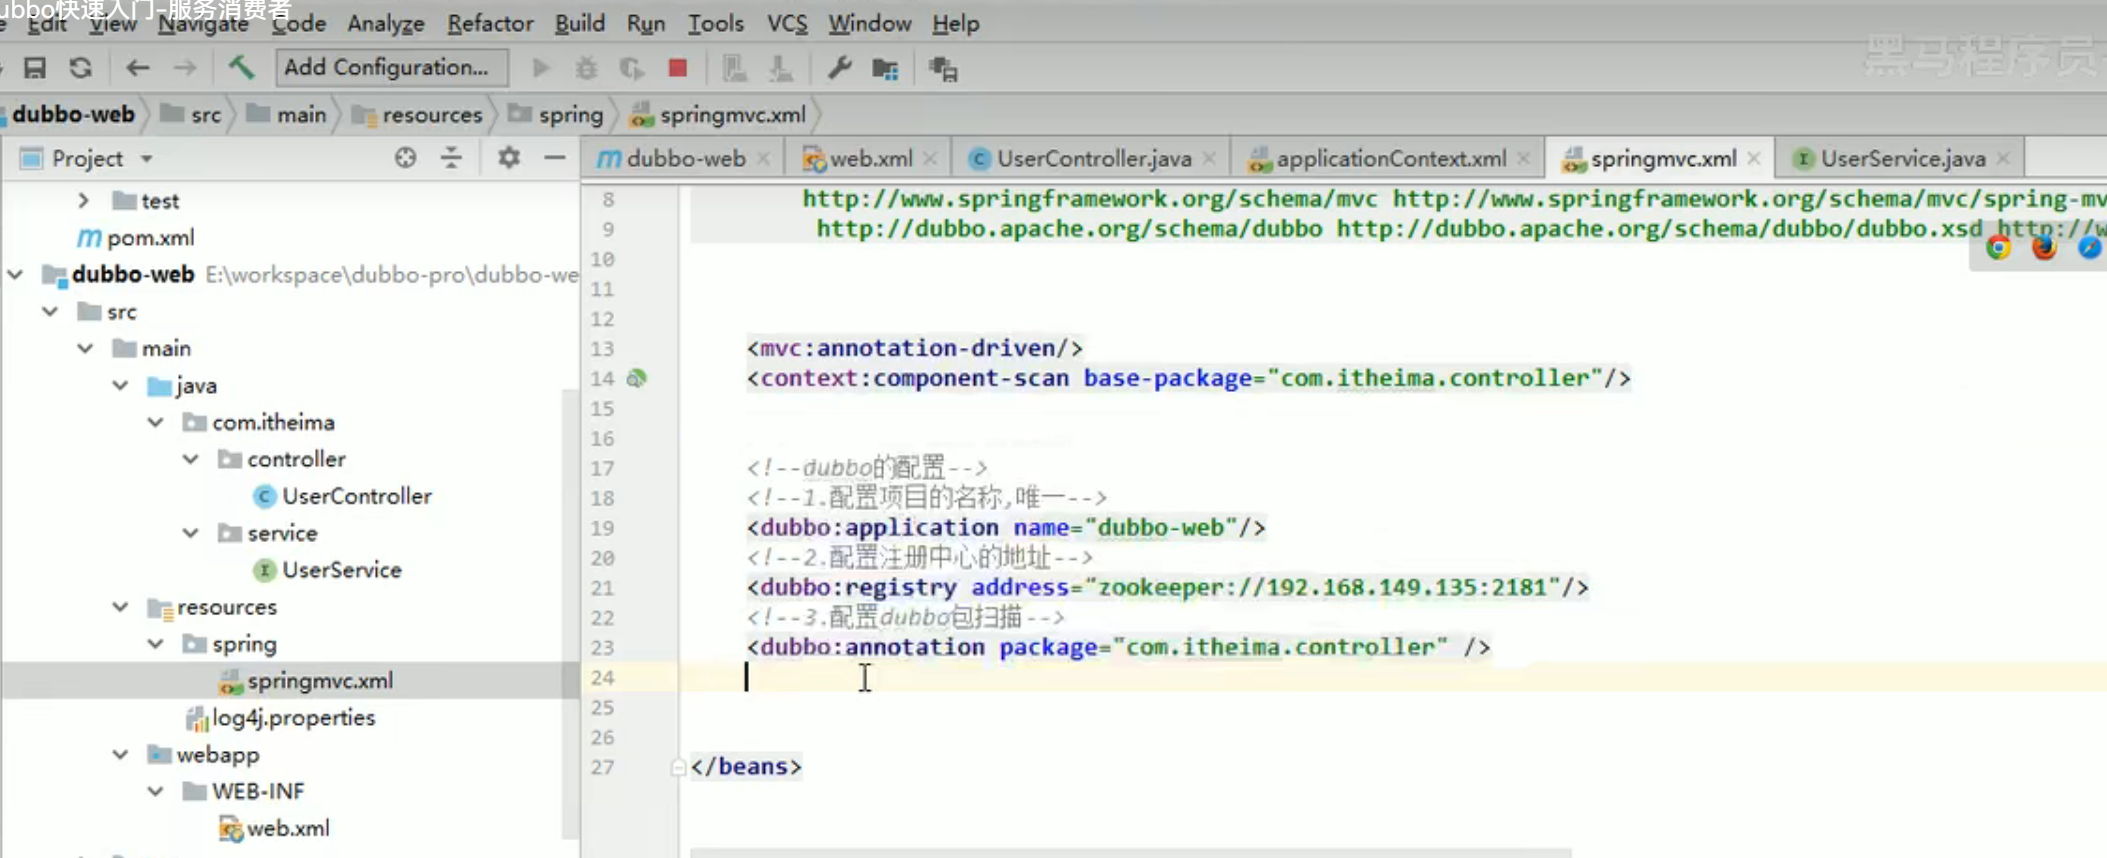 ubbo快速入门-服务消费者
Edit View Navigate Code Analyze Refactor Build Run Tools VCS Window Help
Add Configuration...
黑马程序员
dubbo-web src main resources spring springmvc.xml
Project
dubbo-web web.xml UserController.java applicationContext.xml springmvc.xml UserService.java
test
pom.xml
dubbo-web E:\workspace\dubbo-pro\dubbo-we
src
main
java
com.itheima
controller
UserController
service
UserService
resources
spring
springmvc.xml
log4j.properties
webapp
WEB-INF
web.xml
8 http://www.springframework.org/schema/mvc http://www.springframework.org/schema/mvc/spring-mv
9 http://dubbo.apache.org/schema/dubbo http://dubbo.apache.org/schema/dubbo/dubbo.xsd http://w
10
11
12
13 <mvc:annotation-driven/>
14 <context:component-scan base-package="com.itheima.controller"/>
15
16
17 <!--dubbo的配置-->
18 <!--1.配置项目的名称,唯一-->
19 <dubbo:application name="dubbo-web"/>
20 <!--2.配置注册中心的地址-->
21 <dubbo:registry address="zookeeper://192.168.149.135:2181"/>
22 <!--3.配置dubbo包扫描-->
23 <dubbo:annotation package="com.itheima.controller" />
24
25
26
27 </beans>